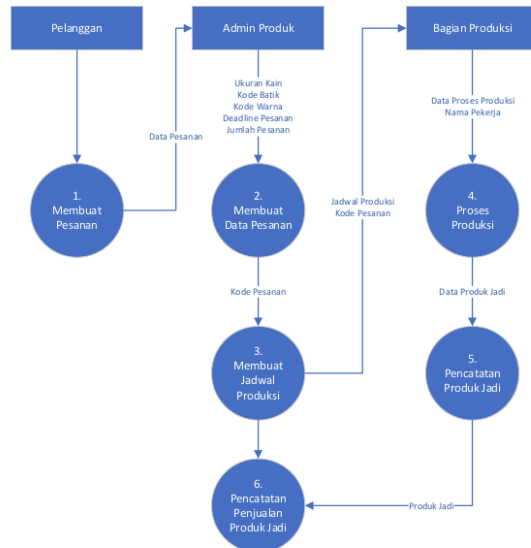 Pelanggan
Admin Produk
Bagian Produksi
Ukuran Kain
Kode Batik
Kode Warna
Deadline Pesanan
Jumlah Pesanan
Data Proses Produksi
Nama Pekerja
Data Pesanan
1.
Membuat
Pesanan
2.
Membuat
Data Pesanan
Jadwal Produksi
Kode Pesanan
4.
Proses
Produksi
Kode Pesanan
Data Produk Jadi
3.
Membuat
Jadwal
Produksi
5.
Pencatatan
Produk Jadi
6.
Pencatatan
Penjualan
Produk Jadi
Produk Jadi